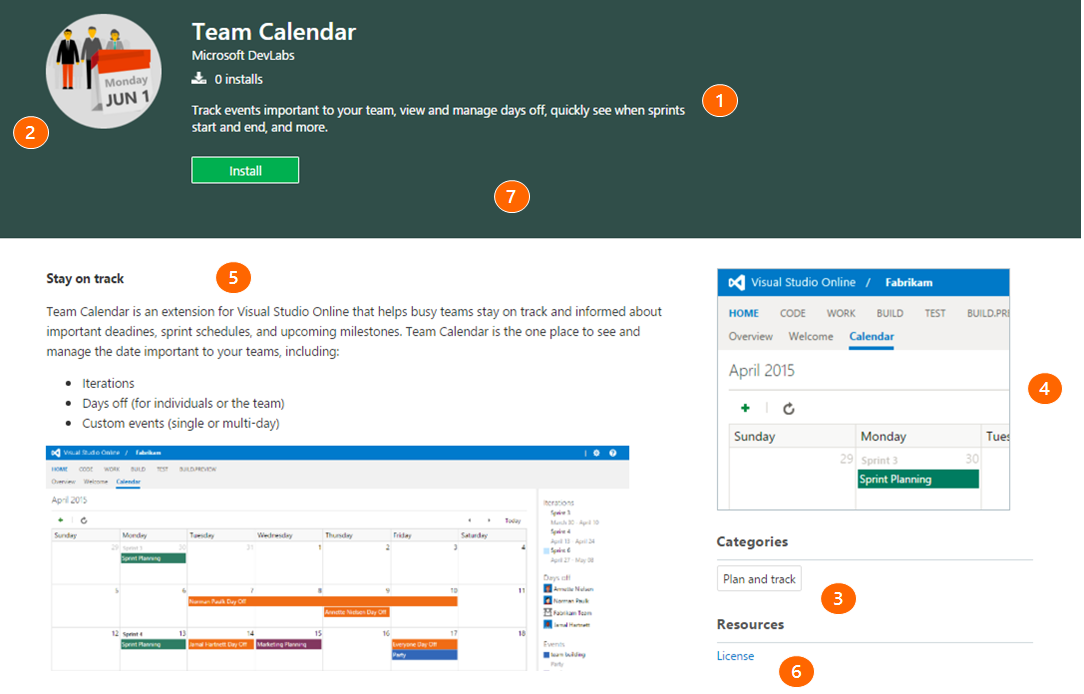 Team Calendar
Microsoft DevLabs
0 installs
Track events important to your team, view and manage days off, quickly see when sprints
start and end, and more.
Install
Monday
JUN 1
1
2
7
Stay on track
5
Team Calendar is an extension for Visual Studio Online that helps busy teams stay on track and informed about
important deadines, sprint schedules, and upcoming milestones. Team Calendar is the one place to see and
manage the date important to your teams, including:
Iterations
Days off (for individuals or the team)
Custom events (single or multi-day)
Visual Studio Online / Fabrikam
HOME CODE WORK BUILD TEST BUILD.PREVIEW
Overview Welcome Calendar
April 2015
Today
Sunday Monday Tuesday Wednesday Thursday Friday Saturday
29 Sprint 3 30 31 1 2 3 4
Sprint Planning
5 6 7 8 9 10 11
Norman Paulk Day Off
Annette Nielsen Day Off
12 Sprint 4 13 14 15 16 17 18
Sprint Planning Jamal Hartnett Day Off Marketing Planning Everyone Day Off
Party
Iterations
Sprint 3
March 30 - April 10
Sprint 4
April 13 - April 24
Sprint 5
April 27 - May 08
Days off
Annette Nielsen
Norman Paulk
Fabrikam Team
Jamal Hartnett
Events
team building
Party
Visual Studio Online / Fabrikam
HOME CODE WORK BUILD TEST BUILD.PRE
Overview Welcome Calendar
April 2015
Sunday Monday Tues
29 Sprint 3 30
Sprint Planning
4
Categories
Plan and track
3
Resources
License
6